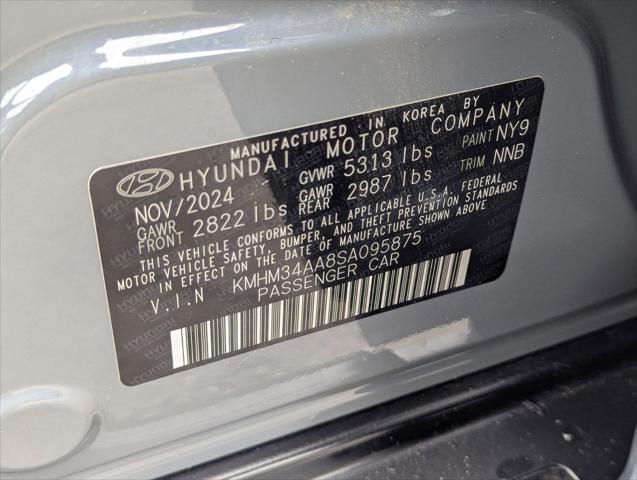 MANUFACTURED IN KOREA BY
HYUNDAI MOTOR COMPANY
NOV/2024 GVWR 5313 lbs PAINT NY9
GAWR FRONT 2822 lbs GAWR REAR 2987 lbs TRIM NNB
THIS VEHICLE CONFORMS TO ALL APPLICABLE U.S.A. FEDERAL
MOTOR VEHICLE SAFETY, BUMPER, AND THEFT PREVENTION STANDARDS
IN EFFECT ON THE DATE OF MANUFACTURE SHOWN ABOVE.
V.I.N KMHM34AA8SA095875
PASSENGER CAR